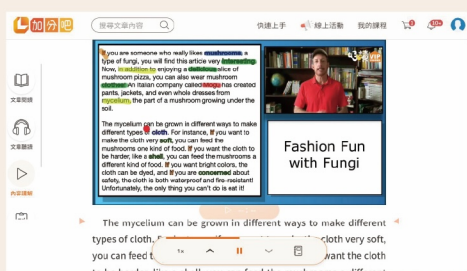 加分吧
搜尋文章內容
快速上手
線上活動
我的課程
10+
文章閱讀
文章聽讀
內容講解
If you are someone who really likes mushrooms, a
type of fungi, you will find this article very interesting.
Now, in addition to enjoying a delicious slice of
mushroom pizza, you can also wear mushroom
clothes! An Italian company called Mogu has created
pants, jackets, and even whole dresses from
mycelium, the part of a mushroom growing under the
soil.
The mycelium can be grown in different ways to make
different types of cloth. For instance, if you want to
make the cloth very soft, you can feed the
mushrooms one kind of food. If you want the cloth to
be harder, like a shell, you can feed the mushrooms a
different kind of food. If you want bright colors, the
cloth can be dyed, and if you are concerned about
safety, the cloth is both waterproof and fire-resistant!
Unfortunately, the only thing you can't do is eat it!
VIP
Fashion Fun
with Fungi
The mycelium can be grown in different ways to make different
types of cloth.
cloth very soft,
you can feed
want the cloth
1x